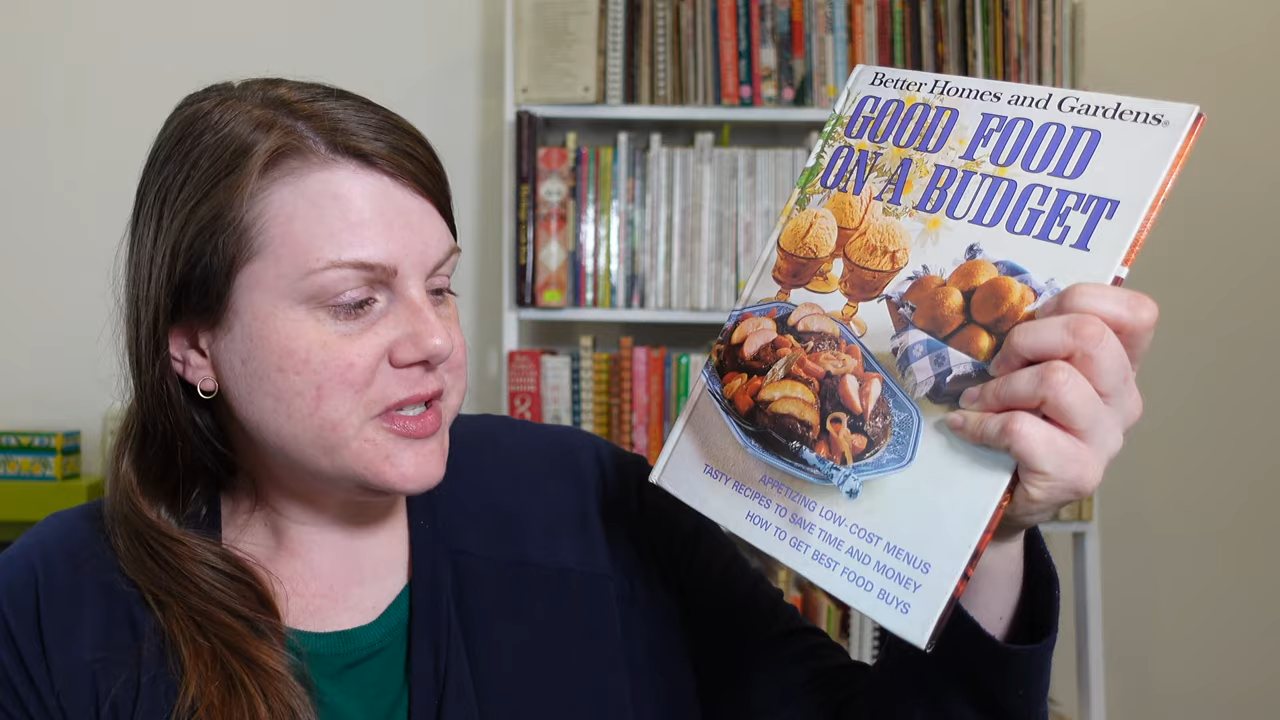 Better Homes and Gardens®
GOOD FOOD
ON A BUDGET
APPETIZING LOW-COST MENUS
TASTY RECIPES TO SAVE TIME AND MONEY
HOW TO GET BEST FOOD BUYS